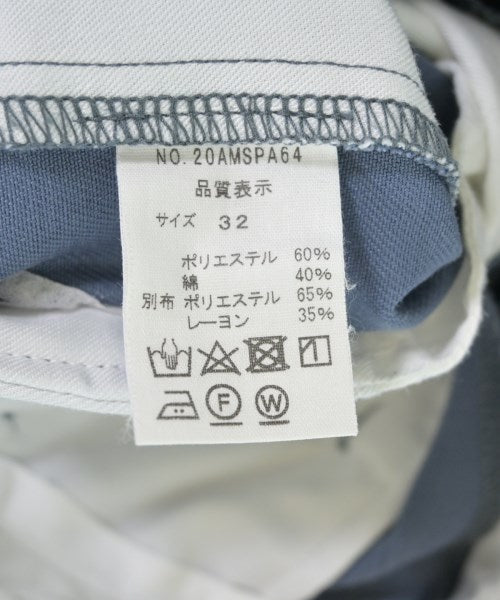 NO.20AMSPA64
品質表示
サイズ 32
ポリエステル 60%
綿 40%
別布 ポリエステル 65%
レーヨン 35%
F W